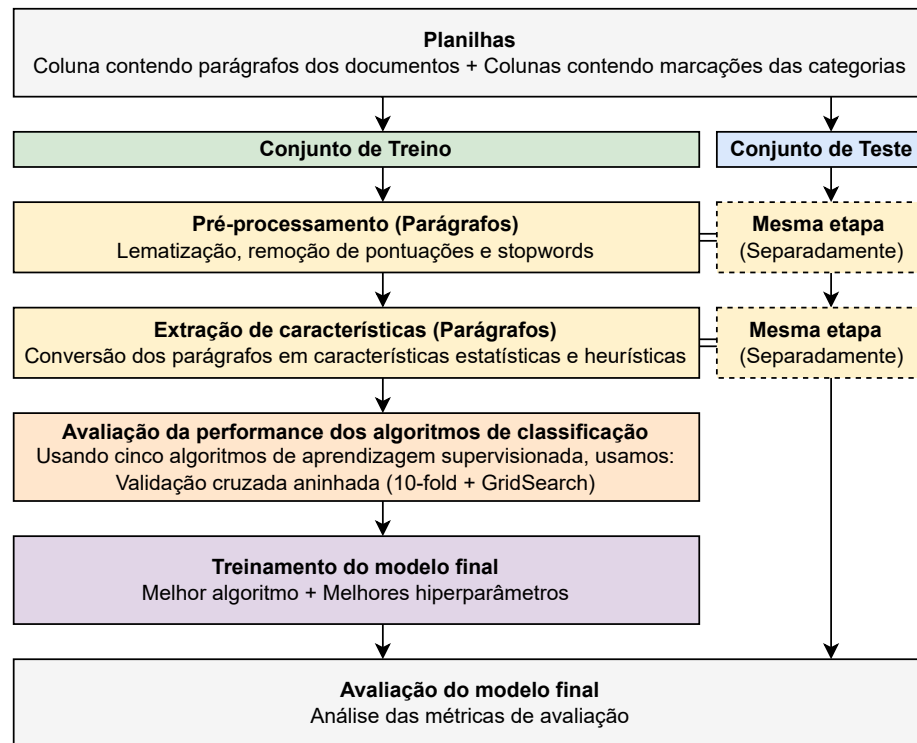 Planilhas
Coluna contendo parágrafos dos documentos + Colunas contendo marcações das categorias
Conjunto de Treino
Conjunto de Teste
Pré-processamento (Parágrafos)
Lematização, remoção de pontuações e stopwords
Mesma etapa
(Separadamente)
Extração de características (Parágrafos)
Conversão dos parágrafos em características estatísticas e heurísticas
Mesma etapa
(Separadamente)
Avaliação da performance dos algoritmos de classificação
Usando cinco algoritmos de aprendizagem supervisionada, usamos:
Validação cruzada aninhada (10-fold + GridSearch)
Treinamento do modelo final
Melhor algoritmo + Melhores hiperparâmetros
Avaliação do modelo final
Análise das métricas de avaliação